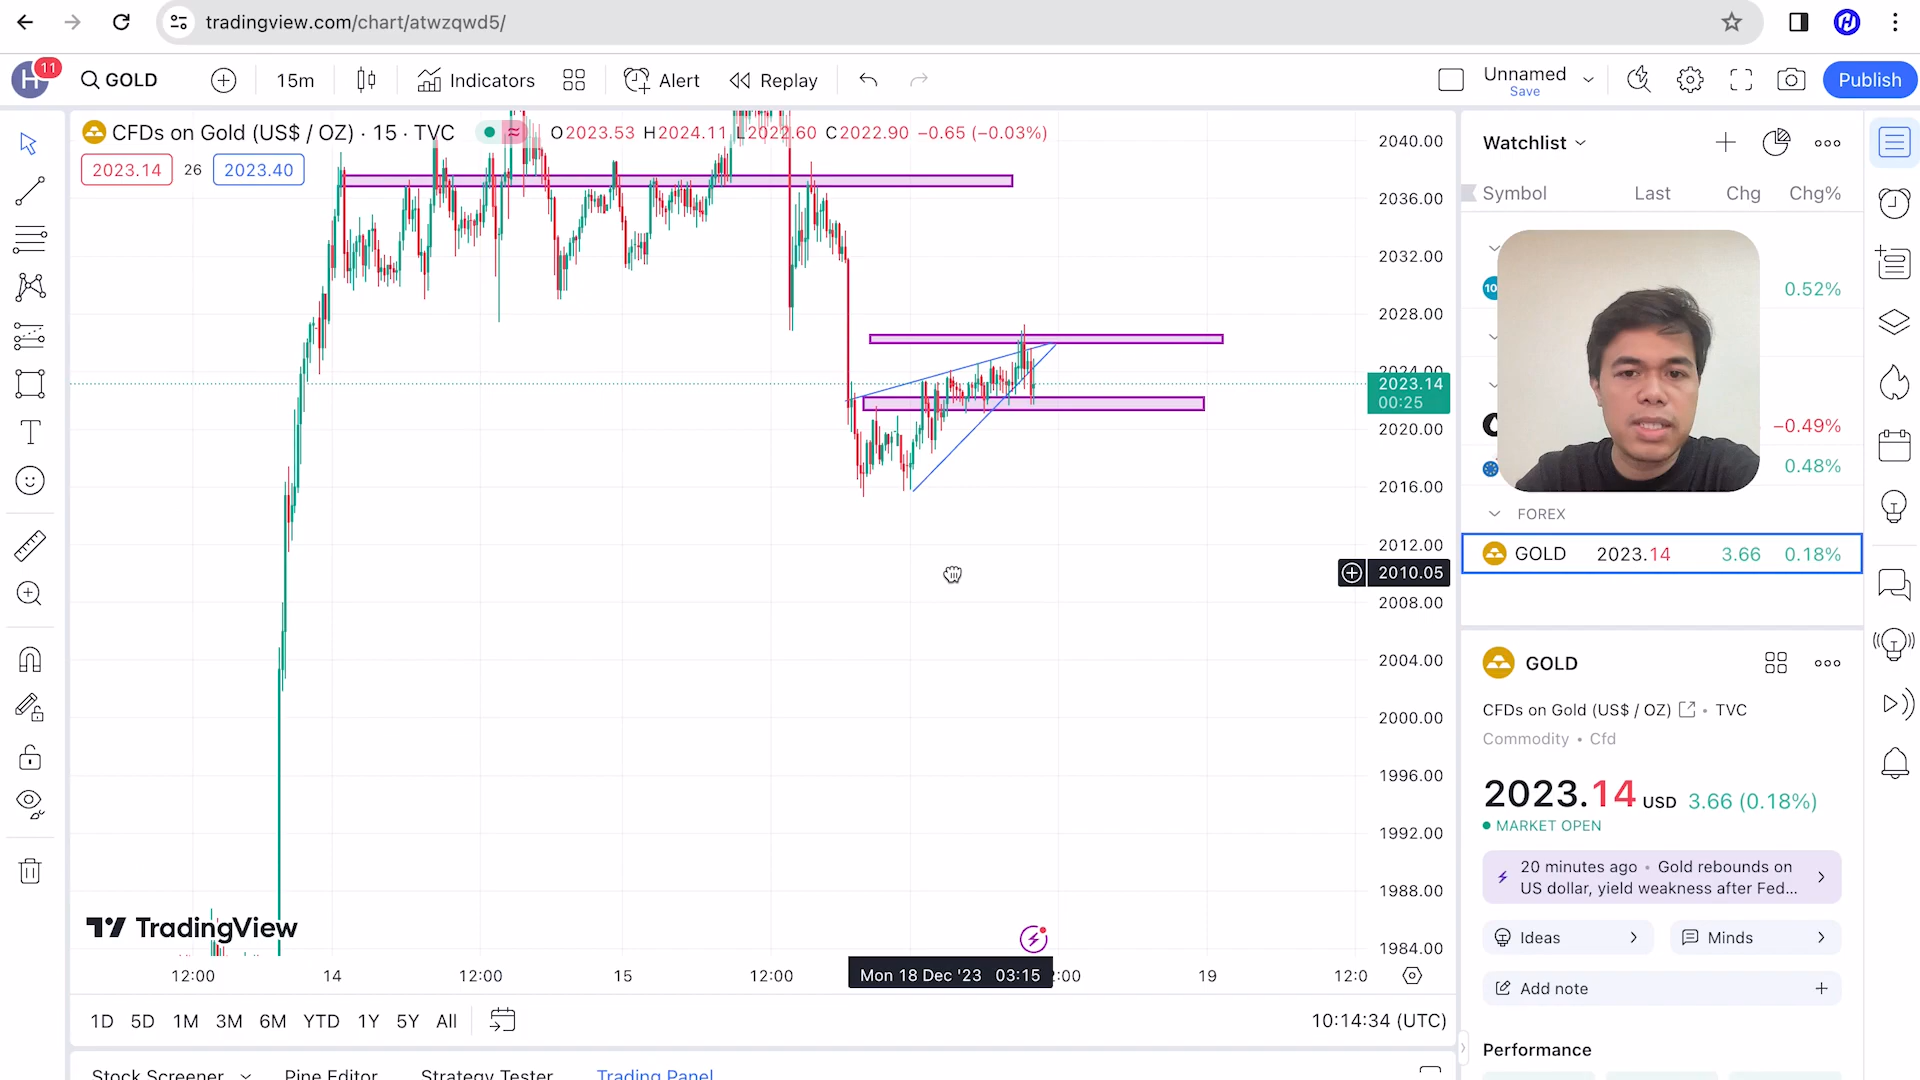 tradingview.com/chart/atwzqwd5/
H 11 GOLD 15m Indicators Alert Replay Unnamed Save Publish
CFDs on Gold (US$ / OZ) · 15 · TVC O2023.53 H2024.11 L2022.60 C2022.90 −0.65 (−0.03%)
2023.14 26 2023.40
2040.00
2036.00
2032.00
2028.00
2024.00
2023.14
00:25
2020.00
2016.00
2012.00
2010.05
2008.00
2004.00
2000.00
1996.00
1992.00
1988.00
1984.00
TradingView
12:00 14 12:00 15 12:00 Mon 18 Dec '23 03:15 2:00 19 12:0
1D 5D 1M 3M 6M YTD 1Y 5Y All 10:14:34 (UTC)
Stock Screener Pine Editor Strategy Tester Trading Panel
Watchlist
Symbol Last Chg Chg%
10 0.52%
−0.49%
0.48%
FOREX
GOLD 2023.14 3.66 0.18%
GOLD
CFDs on Gold (US$ / OZ) • TVC
Commodity • Cfd
2023.14 USD 3.66 (0.18%)
MARKET OPEN
20 minutes ago • Gold rebounds on
US dollar, yield weakness after Fed...
Ideas Minds
Add note
Performance